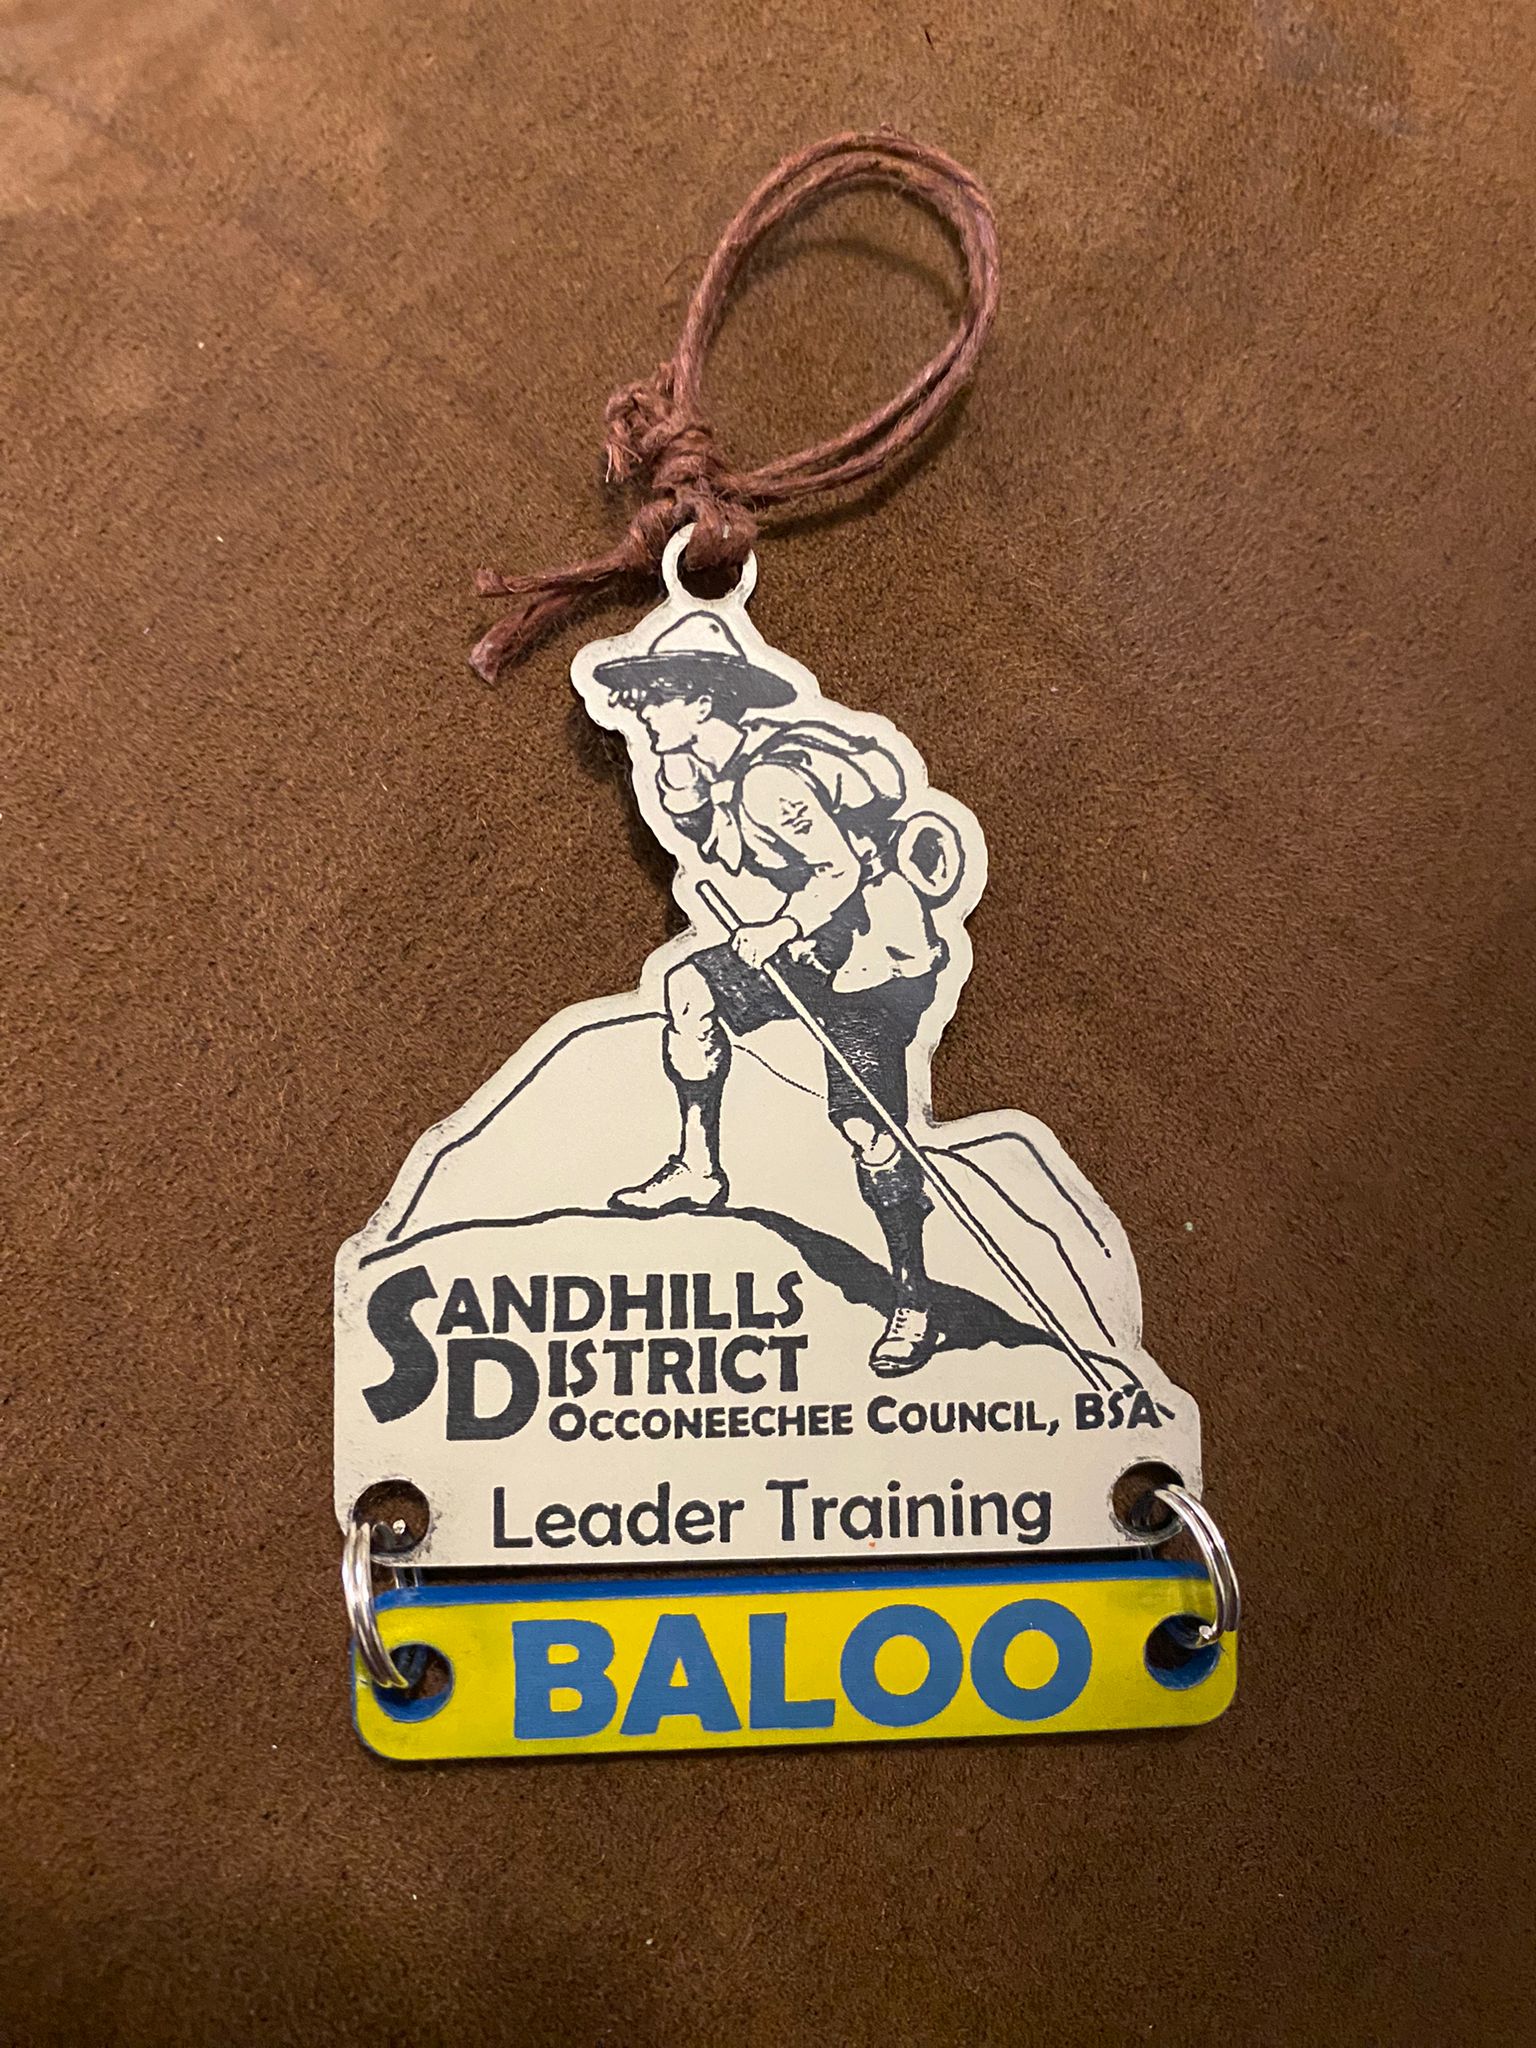 SANDHILLS
DISTRICT
OCCONEECHEE COUNCIL, BSA
Leader Training
BALOO